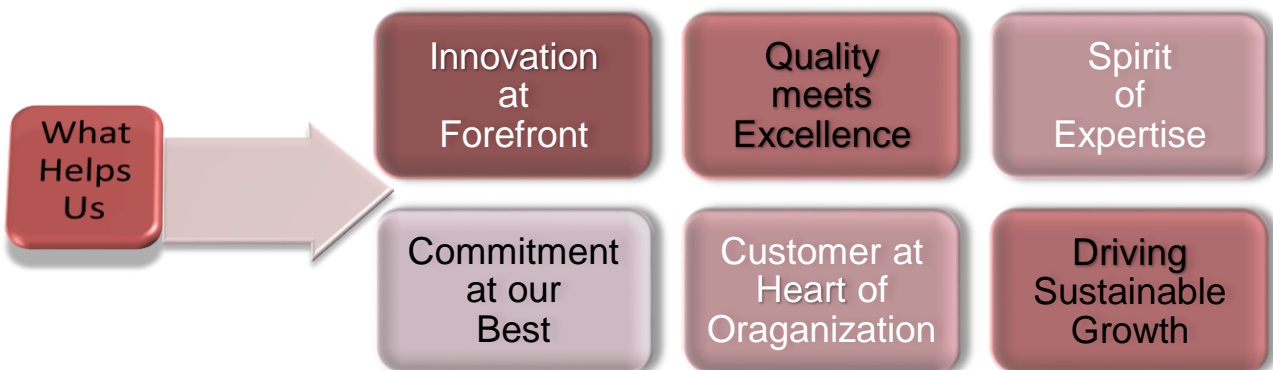 What
Helps
Us
Innovation
at
Forefront
Quality
meets
Excellence
Spirit
of
Expertise
Commitment
at our
Best
Customer at
Heart of
Oraganization
Driving
Sustainable
Growth